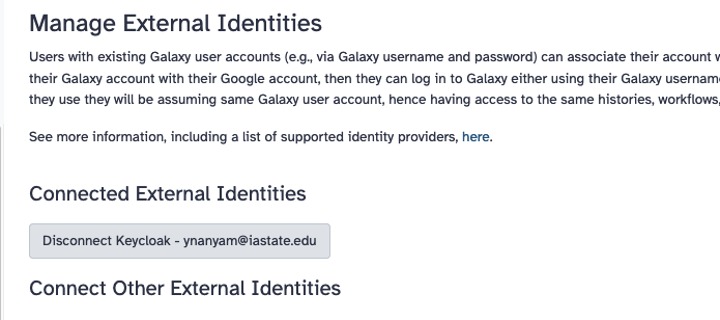 Manage External Identities
Users with existing Galaxy user accounts (e.g., via Galaxy username and password) can associate their account
their Galaxy account with their Google account, then they can log in to Galaxy either using their Galaxy
they use they will be assuming same Galaxy user account, hence having access to the same histories, workflows,
See more information, including a list of supported identity providers, here.
Connected External Identities
Disconnect Keycloak - ynanyam@iastate.edu
Connect Other External Identities